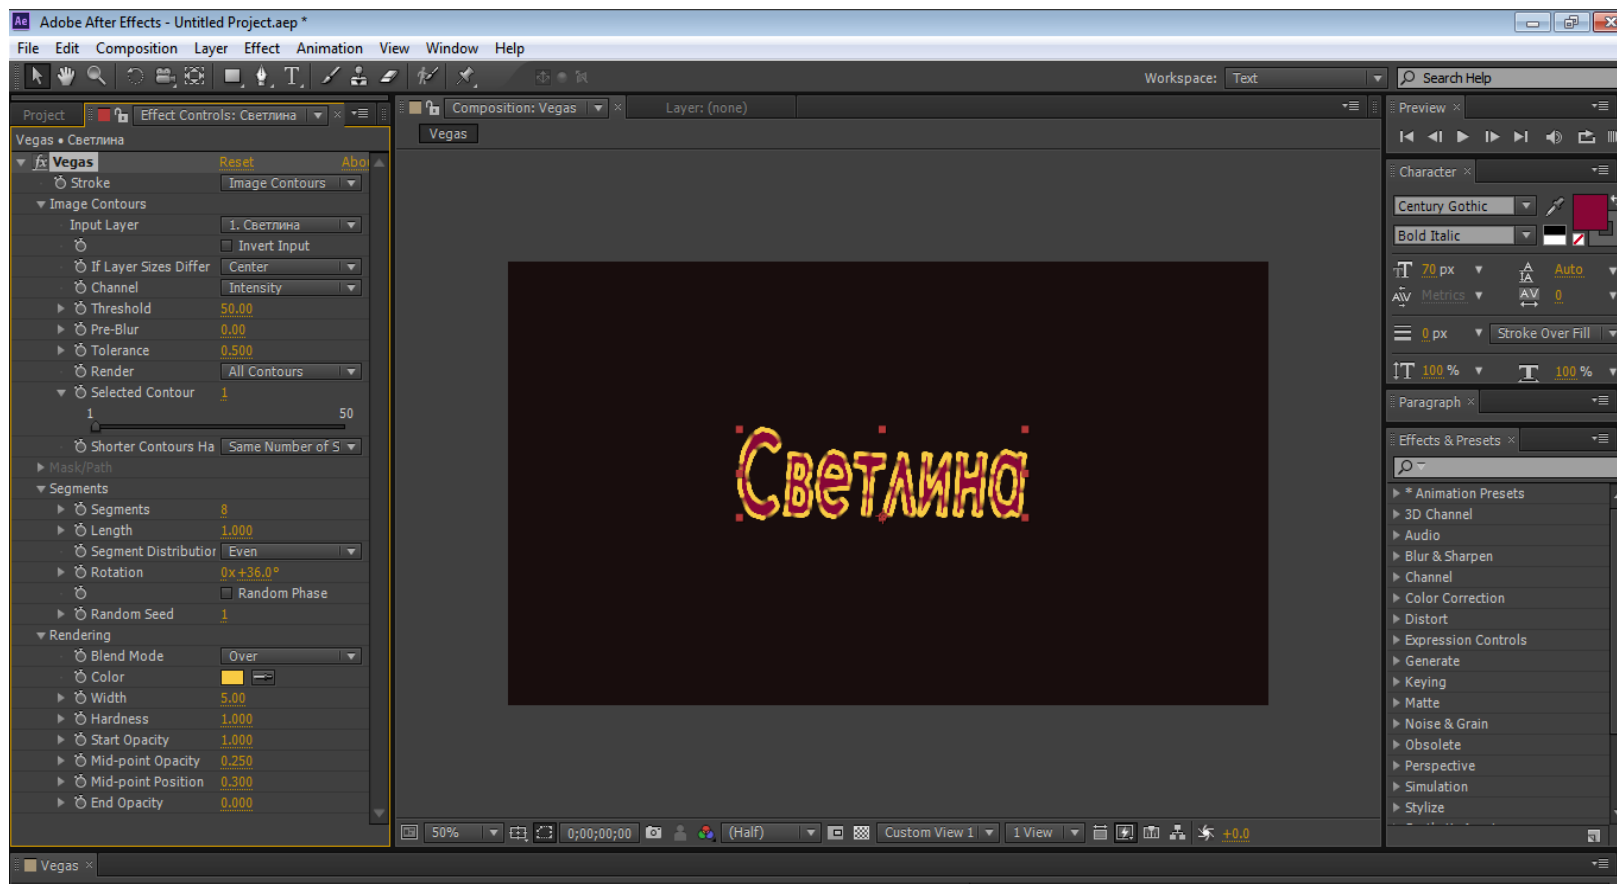 Ae Adobe After Effects - Untitled Project.aep *
File Edit Composition Layer Effect Animation View Window Help
Workspace: Text Search Help
Project Effect Controls: Светлина
Composition: Vegas Layer: (none)
Preview
Vegas
Vegas • Светлина
fx Vegas Reset
Stroke Image Contours
Image Contours
Input Layer 1. Светлина
Invert Input
If Layer Sizes Differ Center
Channel Intensity
Threshold 50.00
Pre-Blur 0.00
Tolerance 0.500
Render All Contours
Selected Contour 1
1 50
Shorter Contours Ha Same Number of S
Mask/Path
Segments
Segments 8
Length 1.000
Segment Distribution Even
Rotation 0x+36.0°
Random Phase
Random Seed 1
Rendering
Blend Mode Over
Color
Width 5.00
Hardness 1.000
Start Opacity 1.000
Mid-point Opacity 0.250
Mid-point Position 0.300
End Opacity 0.000
Светлина
50% 0;00;00;00 (Half) Custom View 1 1 View +0.0
Character
Century Gothic
Bold Italic
70 px Auto
Metrics 0
0 px Stroke Over Fill
100 % 100 %
Paragraph
Effects & Presets
* Animation Presets
3D Channel
Audio
Blur & Sharpen
Channel
Color Correction
Distort
Expression Controls
Generate
Keying
Matte
Noise & Grain
Obsolete
Perspective
Simulation
Stylize
Vegas